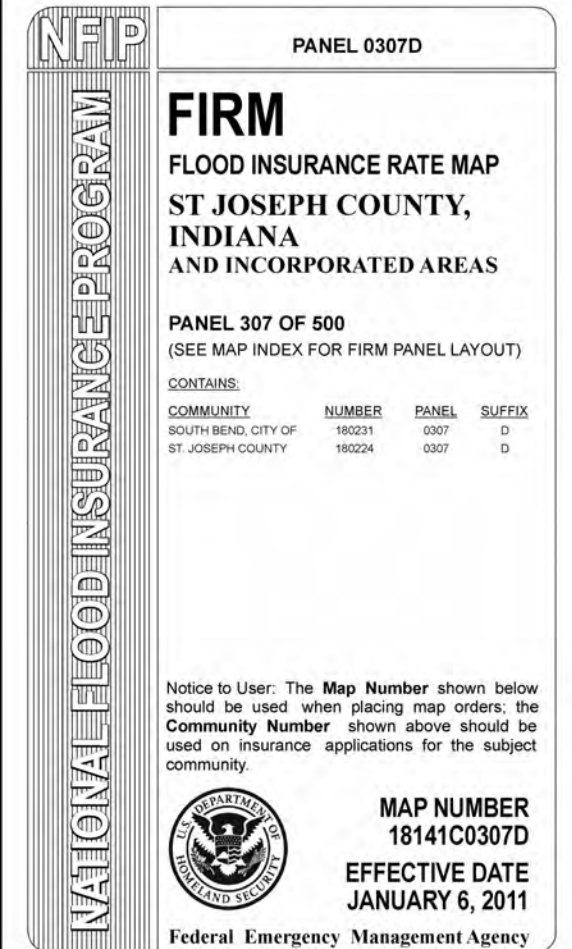 NFIP
PANEL 0307D
NATIONAL FLOOD INSURANCE PROGRAM
FIRM
FLOOD INSURANCE RATE MAP
ST JOSEPH COUNTY,
INDIANA
AND INCORPORATED AREAS
PANEL 307 OF 500
(SEE MAP INDEX FOR FIRM PANEL LAYOUT)
CONTAINS:
COMMUNITY NUMBER PANEL SUFFIX
SOUTH BEND, CITY OF 180231 0307 D
ST. JOSEPH COUNTY 180224 0307 D
Notice to User: The Map Number shown below
should be used when placing map orders; the
Community Number shown above should be
used on insurance applications for the subject
community.
U.S. DEPARTMENT OF
HOMELAND SECURITY
MAP NUMBER
18141C0307D
EFFECTIVE DATE
JANUARY 6, 2011
Federal Emergency Management Agency